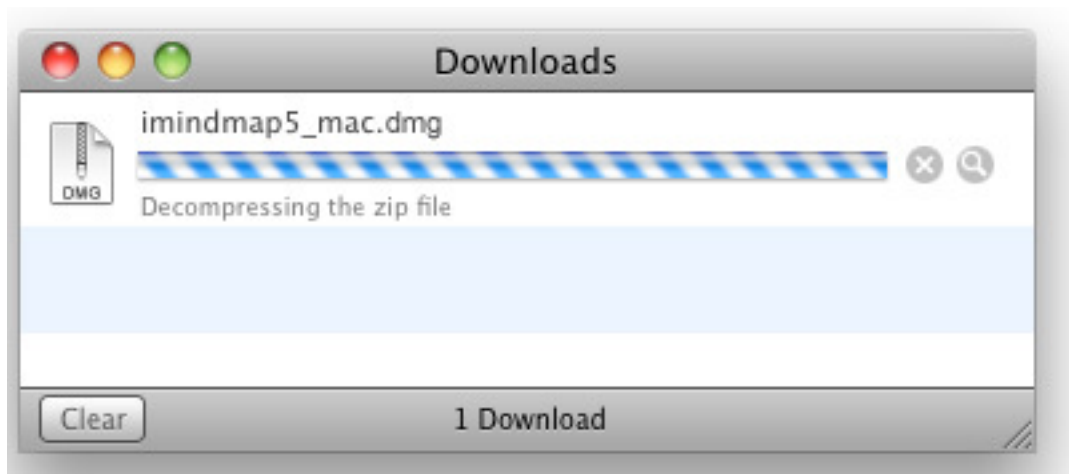 Downloads
imindmap5_mac.dmg
DMG
Decompressing the zip file
Clear
1 Download